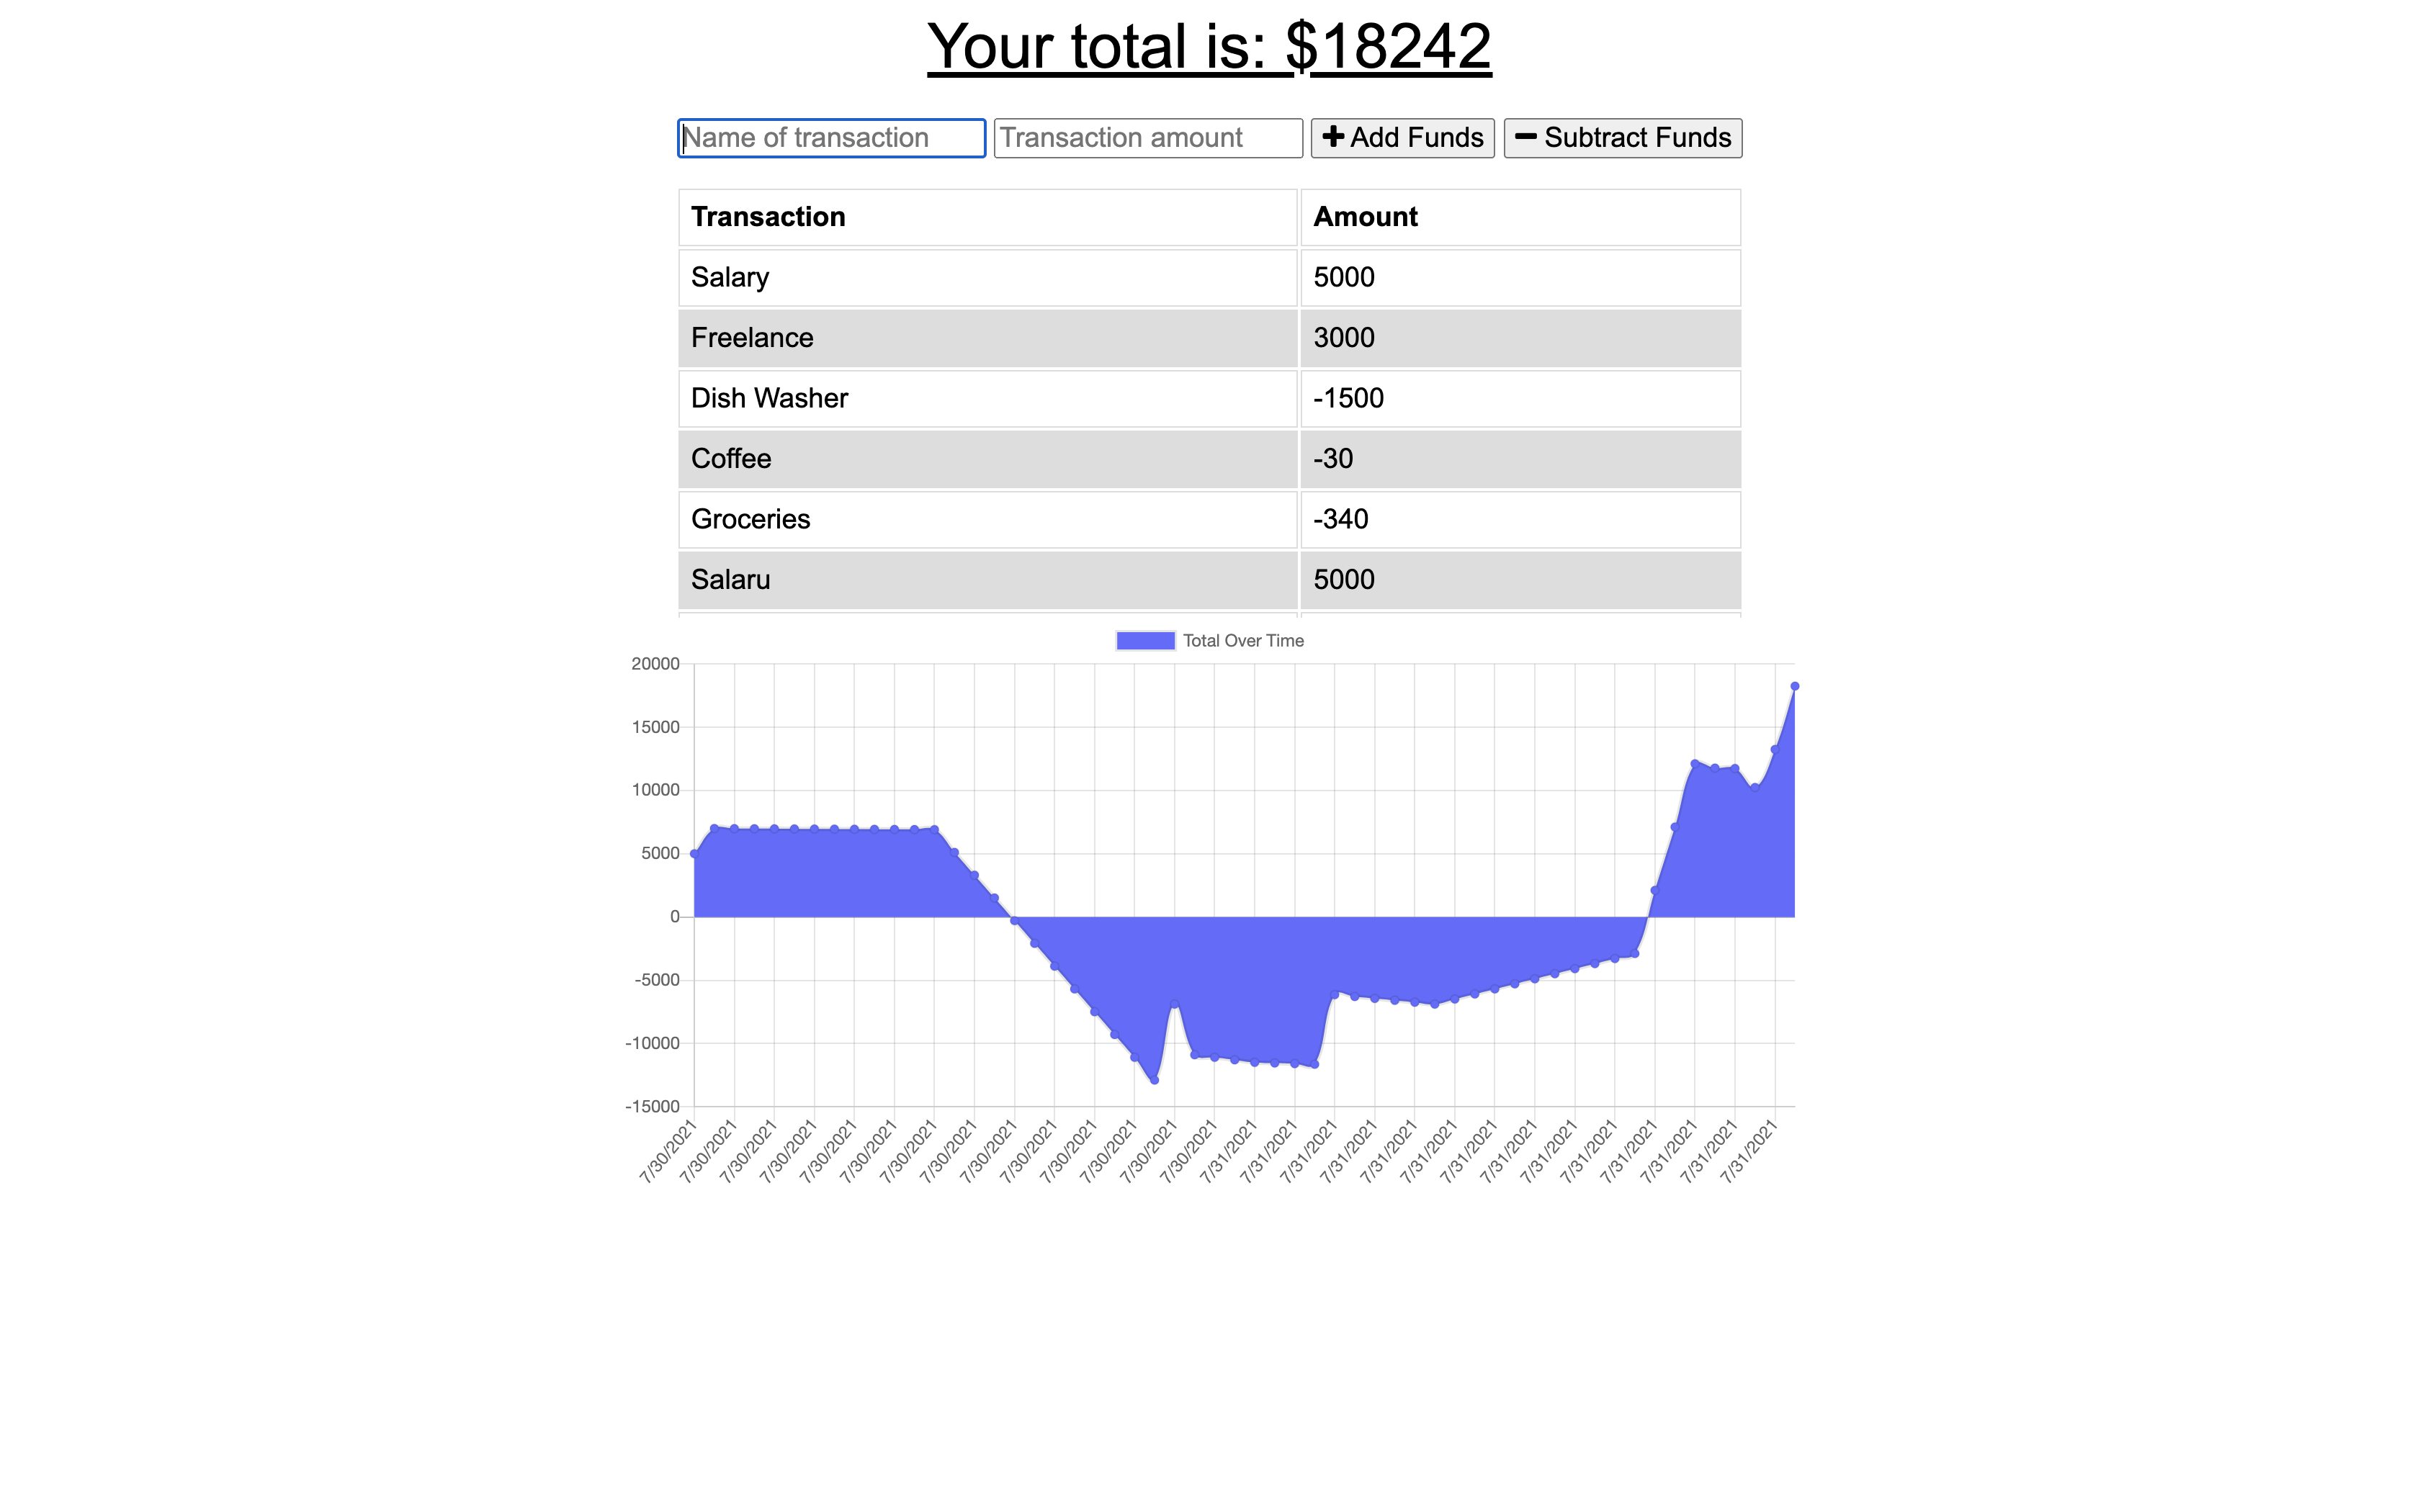 Your total is: $18242
Name of transaction Transaction amount Add Funds Subtract Funds
Transaction Amount
Salary 5000
Freelance 3000
Dish Washer -1500
Coffee -30
Groceries -340
Salaru 5000
Total Over Time
20000
15000
10000
5000
0
-5000
-10000
-15000
7/30/2021 7/30/2021 7/30/2021 7/30/2021 7/30/2021 7/30/2021 7/30/2021 7/30/2021 7/30/2021 7/30/2021 7/30/2021 7/30/2021 7/30/2021 7/30/2021 7/31/2021 7/31/2021 7/31/2021 7/31/2021 7/31/2021 7/31/2021 7/31/2021 7/31/2021 7/31/2021 7/31/2021 7/31/2021 7/31/2021 7/31/2021 7/31/2021